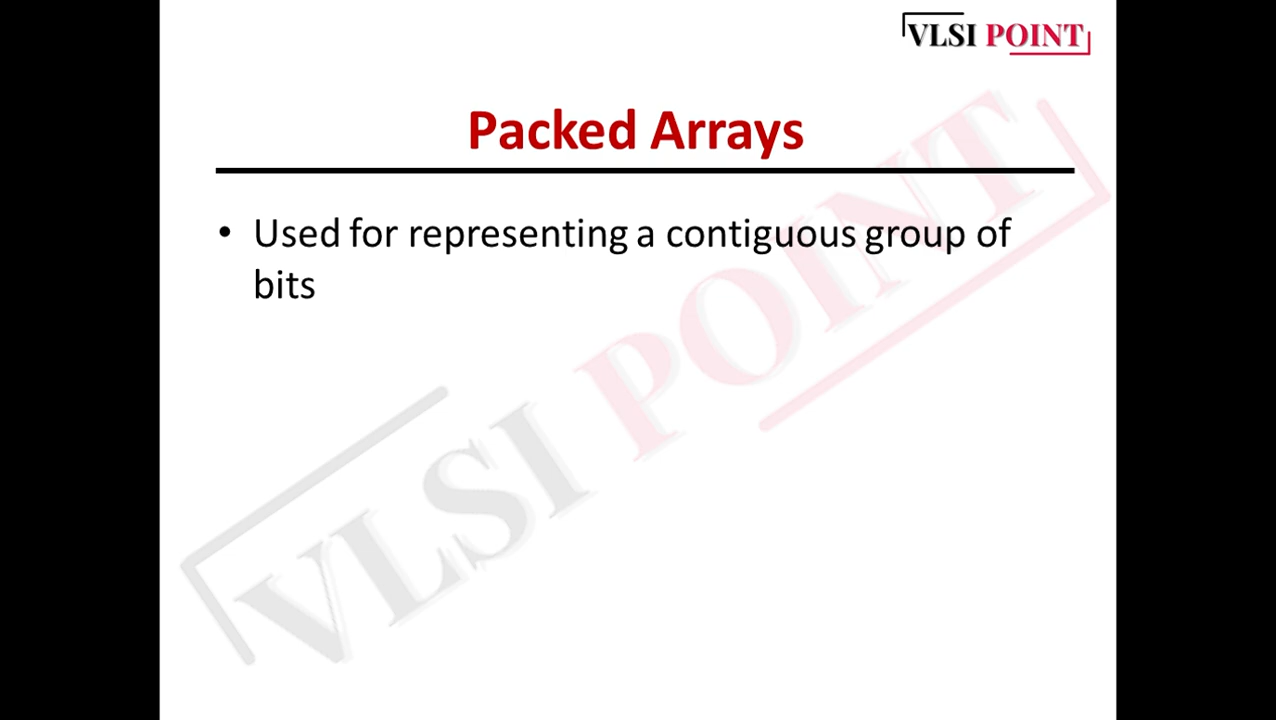 VLSI POINT
Packed Arrays
• Used for representing a contiguous group of
bits
VLSI POINT